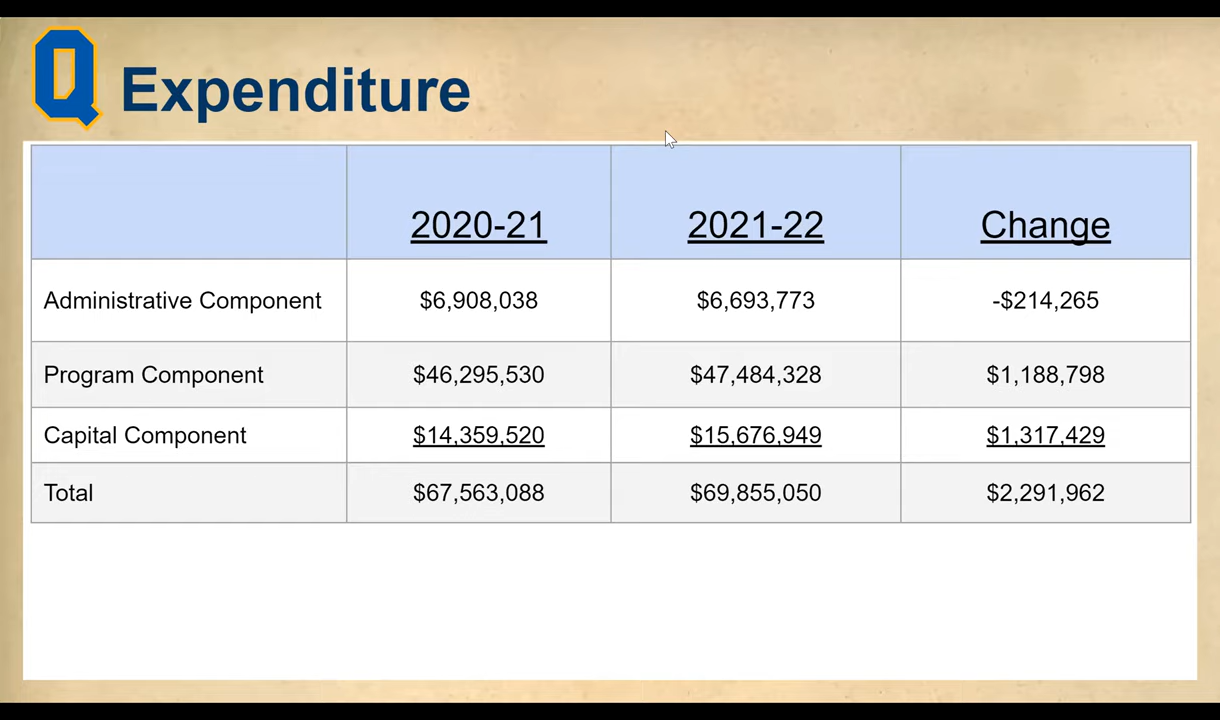 Q Expenditure
2020-21 2021-22 Change
Administrative Component $6,908,038 $6,693,773 -$214,265
Program Component $46,295,530 $47,484,328 $1,188,798
Capital Component $14,359,520 $15,676,949 $1,317,429
Total $67,563,088 $69,855,050 $2,291,962